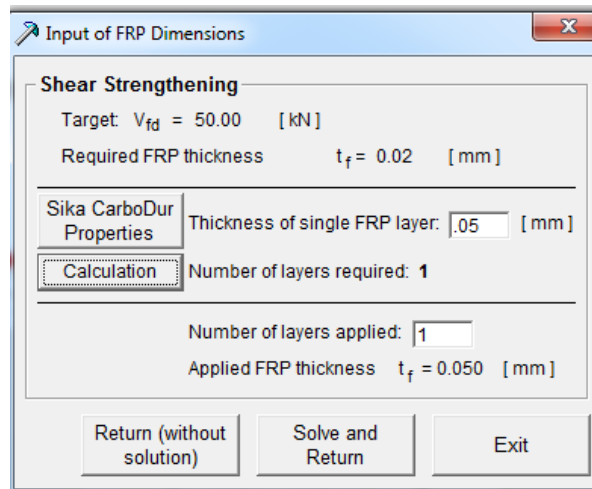 Input of FRP Dimensions
X
Shear Strengthening
Target: Vfd = 50.00 [ kN ]
Required FRP thickness tf = 0.02 [ mm ]
Sika CarboDur
Properties
Thickness of single FRP layer: .05 [ mm ]
Calculation
Number of layers required: 1
Number of layers applied: 1
Applied FRP thickness tf = 0.050 [ mm ]
Return (without
solution)
Solve and
Return
Exit